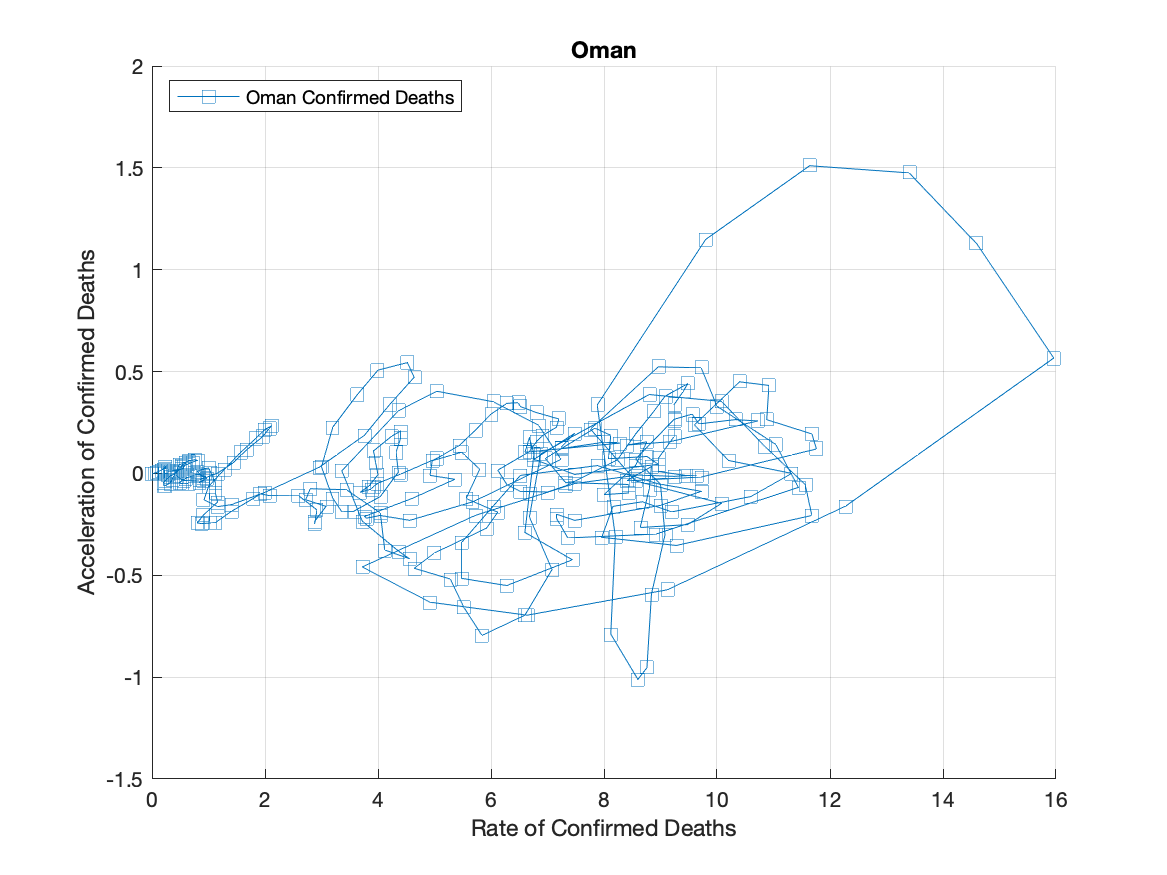 Oman
Oman Confirmed Deaths
2
1.5
1
0.5
0
-0.5
-1
-1.5
Acceleration of Confirmed Deaths
0 2 4 6 8 10 12 14 16
Rate of Confirmed Deaths